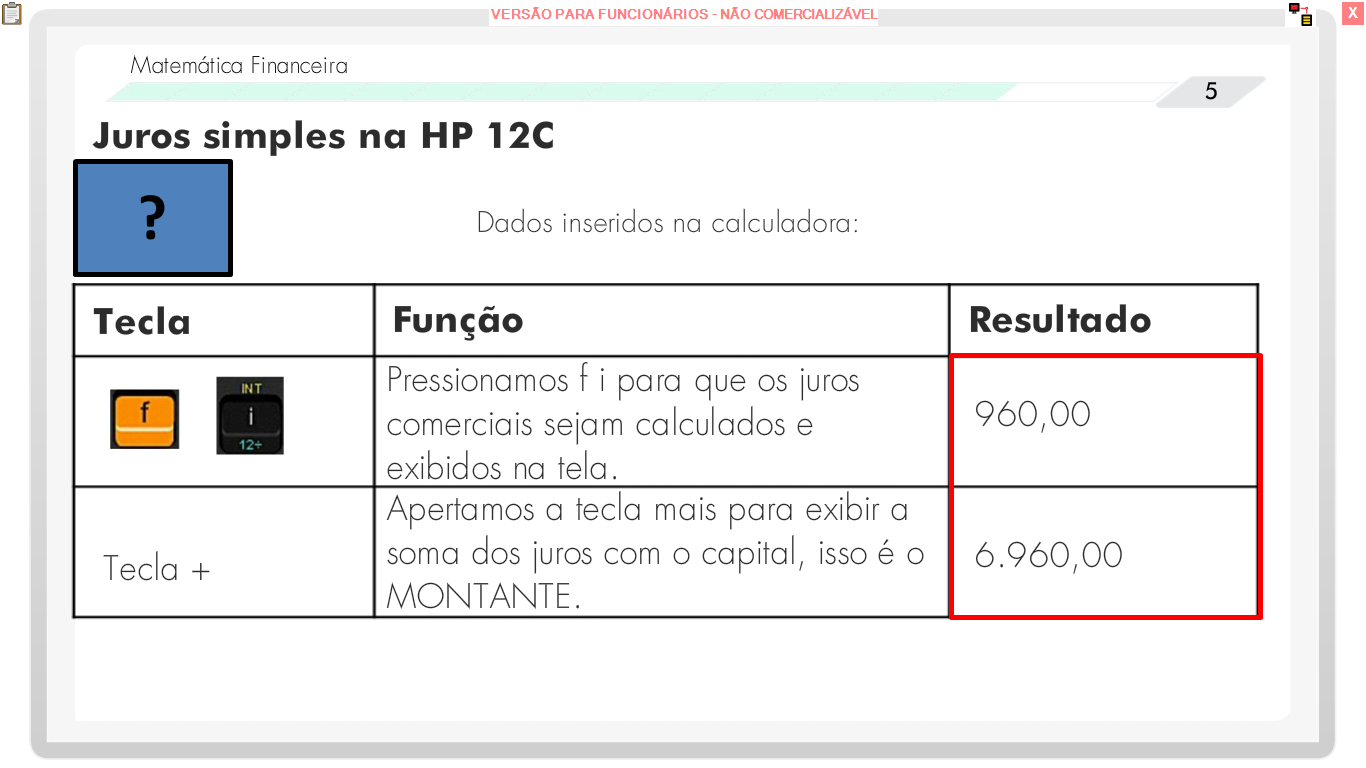 VERSÃO PARA FUNCIONÁRIOS - NÃO COMERCIALIZÁVEL
X
Matemática Financeira
5
Juros simples na HP 12C
?
Dados inseridos na calculadora:
Tecla
Função
Resultado
f
INT
i
12÷
Pressionamos f i para que os juros
comerciais sejam calculados e
exibidos na tela.
960,00
Tecla +
Apertamos a tecla mais para exibir a
soma dos juros com o capital, isso é o
MONTANTE.
6.960,00